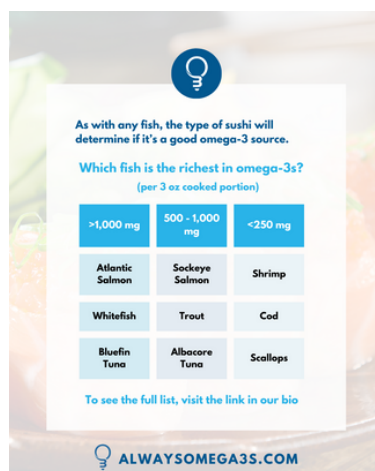 As with any fish, the type of sushi will
determine if it's a good omega-3 source.
Which fish is the richest in omega-3s?
(per 3 oz cooked portion)
>1,000 mg
500 - 1,000
mg
<250 mg
Atlantic
Salmon
Sockeye
Salmon
Shrimp
Whitefish
Trout
Cod
Bluefin
Tuna
Albacore
Tuna
Scallops
To see the full list, visit the link in our bio
ALWAYSOMEGA3S.COM